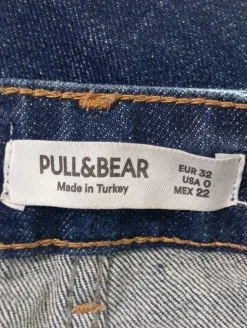 PULL&BEAR
Made in Turkey
EUR 32
USA 0
MEX 22